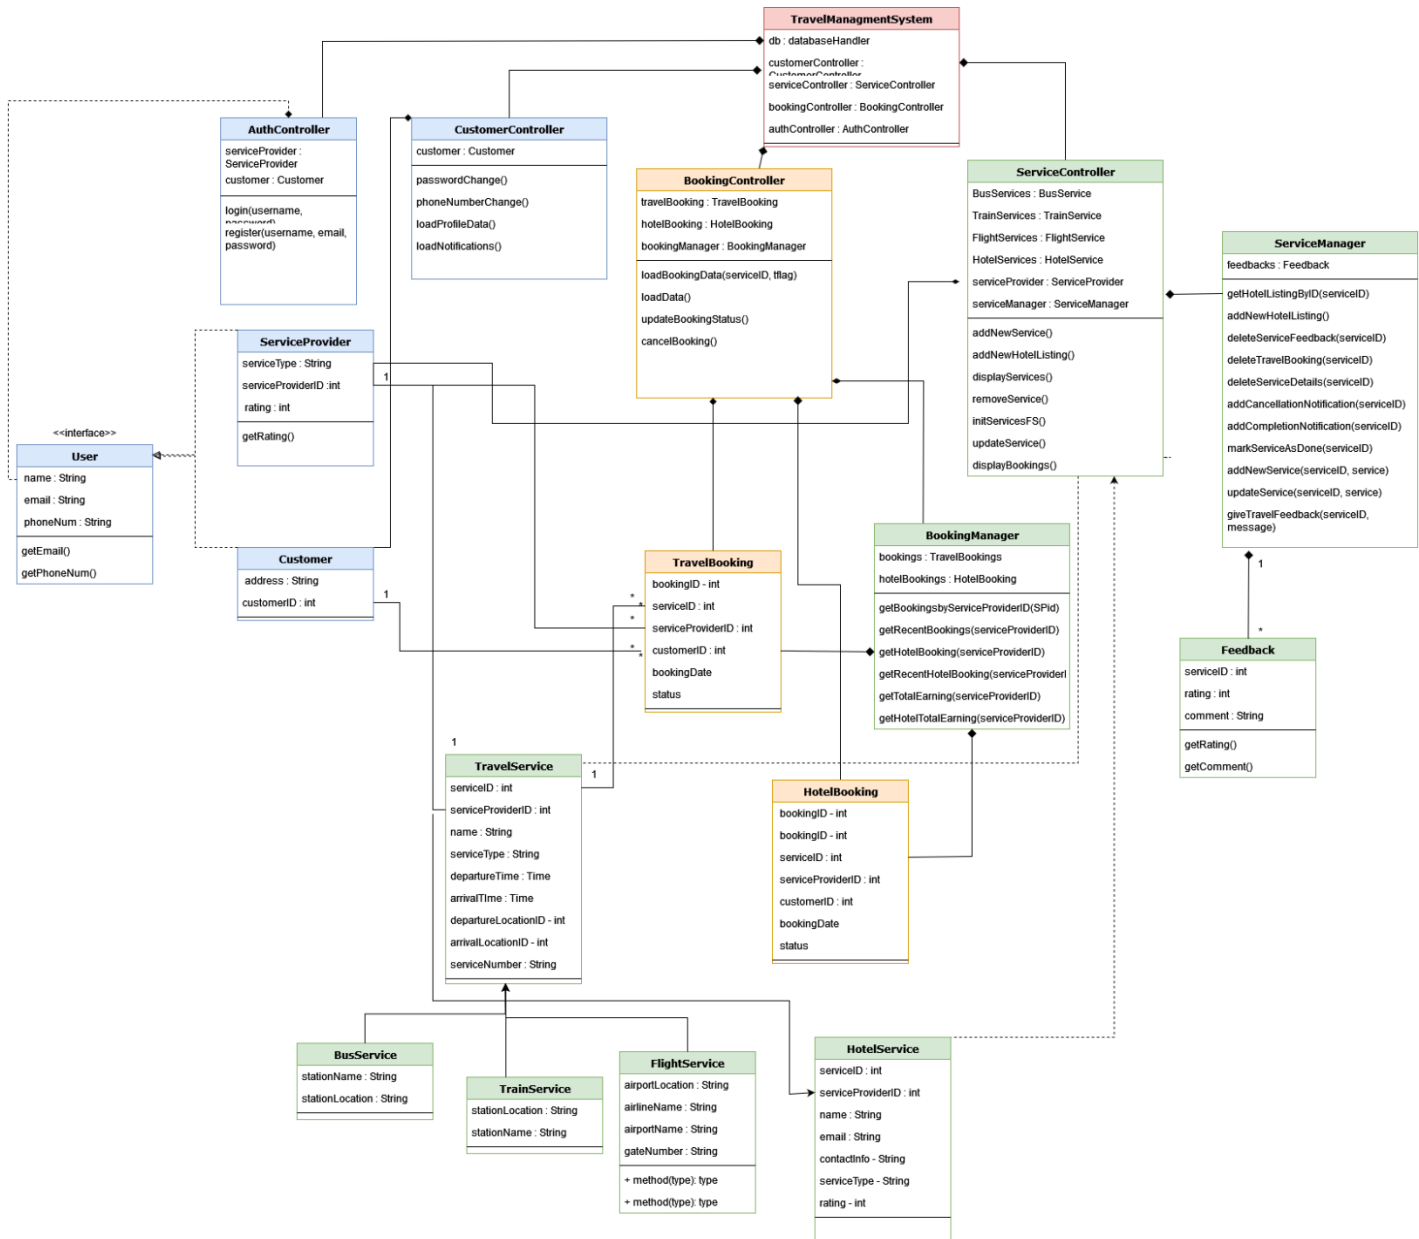 TravelManagmentSystem
db : databaseHandler
customerController :
CustomerController
serviceController : ServiceController
bookingController : BookingController
authController : AuthController
AuthController
serviceProvider :
ServiceProvider
customer : Customer
login(username,
password)
register(username, email,
password)
CustomerController
customer : Customer
passwordChange()
phoneNumberChange()
loadProfileData()
loadNotifications()
BookingController
travelBooking : TravelBooking
hotelBooking : HotelBooking
bookingManager : BookingManager
loadBookingData(serviceID, tflag)
loadData()
updateBookingStatus()
cancelBooking()
ServiceController
BusServices : BusService
TrainServices : TrainService
FlightServices : FlightService
HotelServices : HotelService
serviceProvider : ServiceProvider
serviceManager : ServiceManager
addNewService()
addNewHotelListing()
displayServices()
removeService()
initServicesFS()
updateService()
displayBookings()
ServiceManager
feedbacks : Feedback
getHotelListingByID(serviceID)
addNewHotelListing()
deleteServiceFeedback(serviceID)
deleteTravelBooking(serviceID)
deleteServiceDetails(serviceID)
addCancellationNotification(serviceID)
addCompletionNotification(serviceID)
markServiceAsDone(serviceID)
addNewService(serviceID, service)
updateService(serviceID, service)
giveTravelFeedback(serviceID,
message)
1
*
ServiceProvider
serviceType : String
serviceProviderID :int
rating : int
getRating()
1
<<interface>>
User
name : String
email : String
phoneNum : String
getEmail()
getPhoneNum()
Customer
address : String
customerID : int
1
TravelBooking
bookingID - int
serviceID : int
serviceProviderID : int
customerID : int
bookingDate
status
*
*
*
*
*
BookingManager
bookings : TravelBookings
hotelBookings : HotelBooking
getBookingsbyServiceProviderID(SPid)
getRecentBookings(serviceProviderID)
getHotelBooking(serviceProviderID)
getRecentHotelBooking(serviceProviderI
getTotalEarning(serviceProviderID)
getHotelTotalEarning(serviceProviderID)
Feedback
serviceID : int
rating : int
comment : String
getRating()
getComment()
1
TravelService
1
serviceID : int
serviceProviderID : int
name : String
serviceType : String
departureTime : Time
arrivalTIme : Time
departureLocationID - int
arrivalLocationID - int
serviceNumber : String
HotelBooking
bookingID - int
bookingID - int
serviceID : int
serviceProviderID : int
customerID : int
bookingDate
status
BusService
stationName : String
stationLocation : String
TrainService
stationLocation : String
stationName : String
FlightService
airportLocation : String
airlineName : String
airportName : String
gateNumber : String
+ method(type): type
+ method(type): type
HotelService
serviceID : int
serviceProviderID : int
name : String
email : String
contactInfo - String
serviceType - String
rating - int